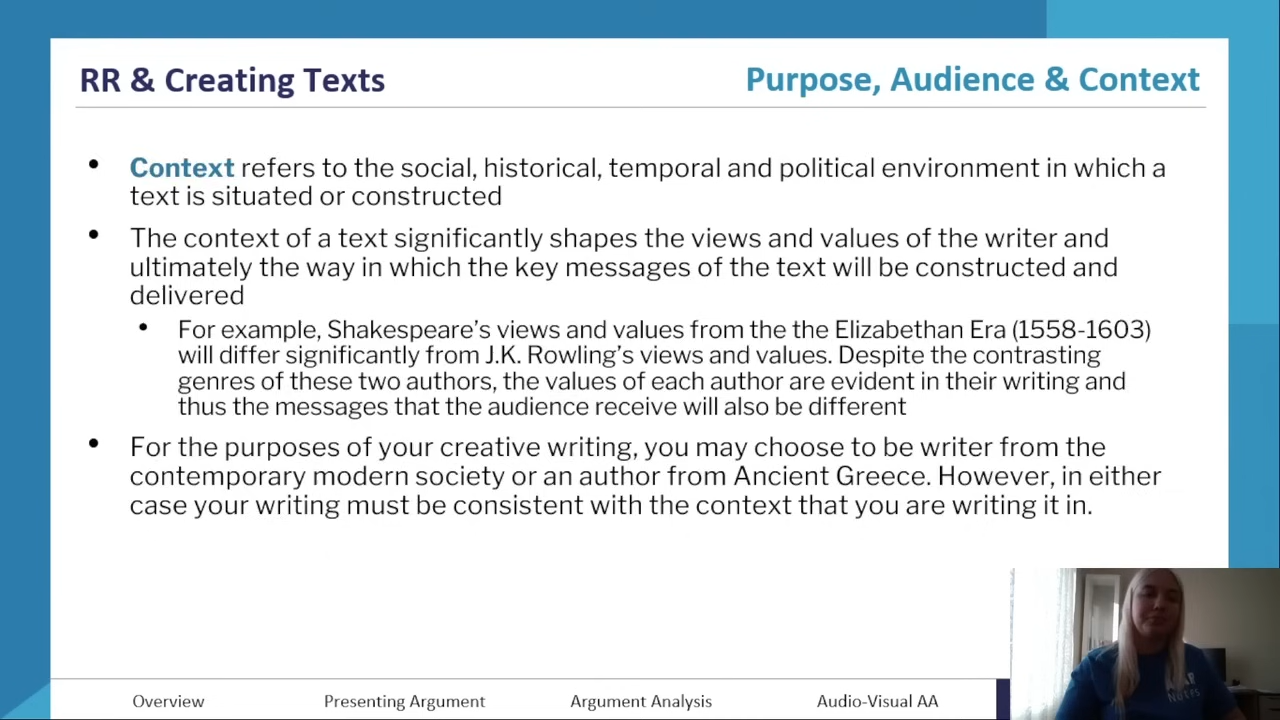 RR & Creating Texts
Purpose, Audience & Context
• Context refers to the social, historical, temporal and political environment in which a
text is situated or constructed
• The context of a text significantly shapes the views and values of the writer and
ultimately the way in which the key messages of the text will be constructed and
delivered
• For example, Shakespeare's views and values from the the Elizabethan Era (1558-1603)
will differ significantly from J.K. Rowling's views and values. Despite the contrasting
genres of these two authors, the values of each author are evident in their writing and
thus the messages that the audience receive will also be different
• For the purposes of your creative writing, you may choose to be writer from the
contemporary modern society or an author from Ancient Greece. However, in either
case your writing must be consistent with the context that you are writing it in.
Overview
Presenting Argument
Argument Analysis
Audio-Visual AA